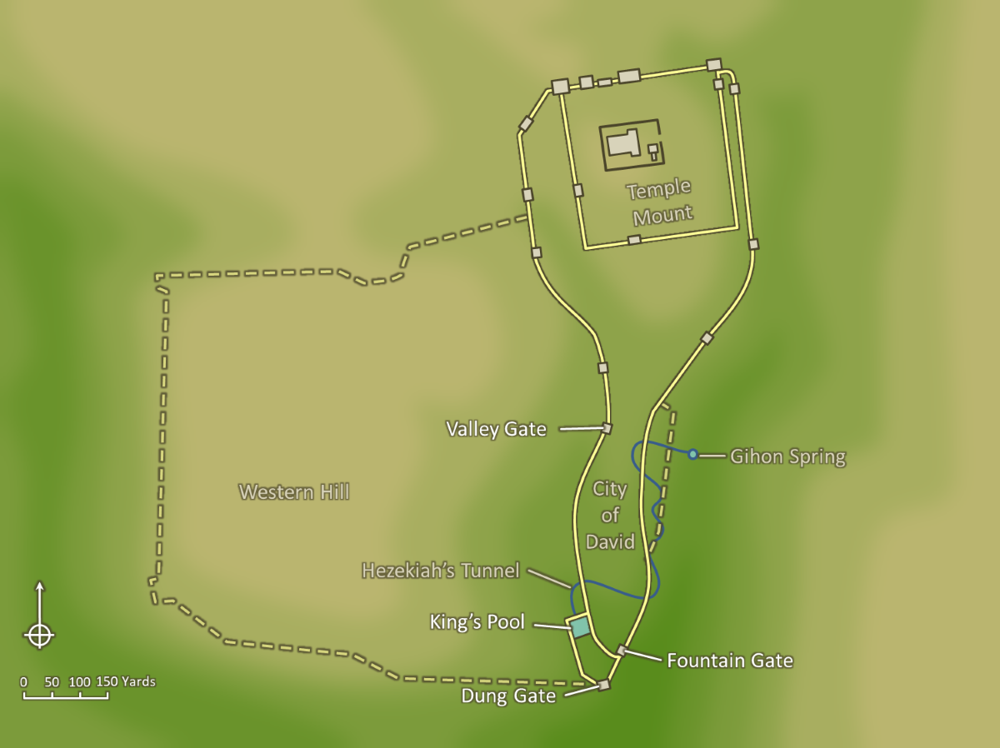 Temple
Mount
Valley Gate
Gihon Spring
Western Hill
City
of
David
Hezekiah's Tunnel
King's Pool
Fountain Gate
0 50 100 150 Yards
Dung Gate